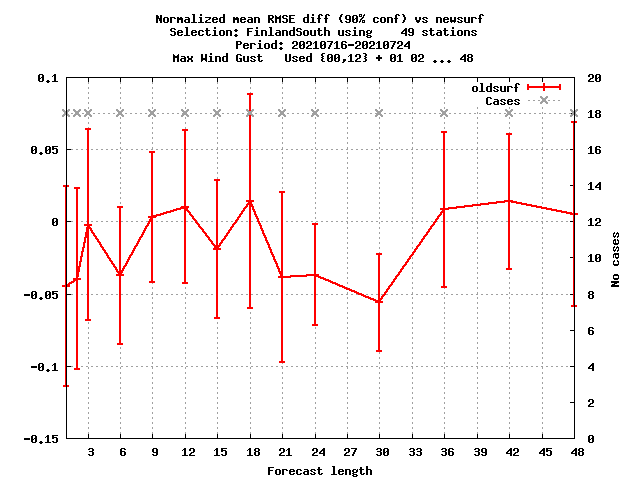 Normalized mean RMSE diff (90% conf) vs newsurf
Selection: FinlandSouth using    49 stations
Period: 20210716-20210724
Max Wind Gust   Used {00,12} + 01 02 ... 48
0.1
0.05
0
-0.05
-0.1
-0.15
20
18
16
14
12
10
8
6
4
2
0
oldsurf
Cases
No cases
3 6 9 12 15 18 21 24 27 30 33 36 39 42 45 48
Forecast length